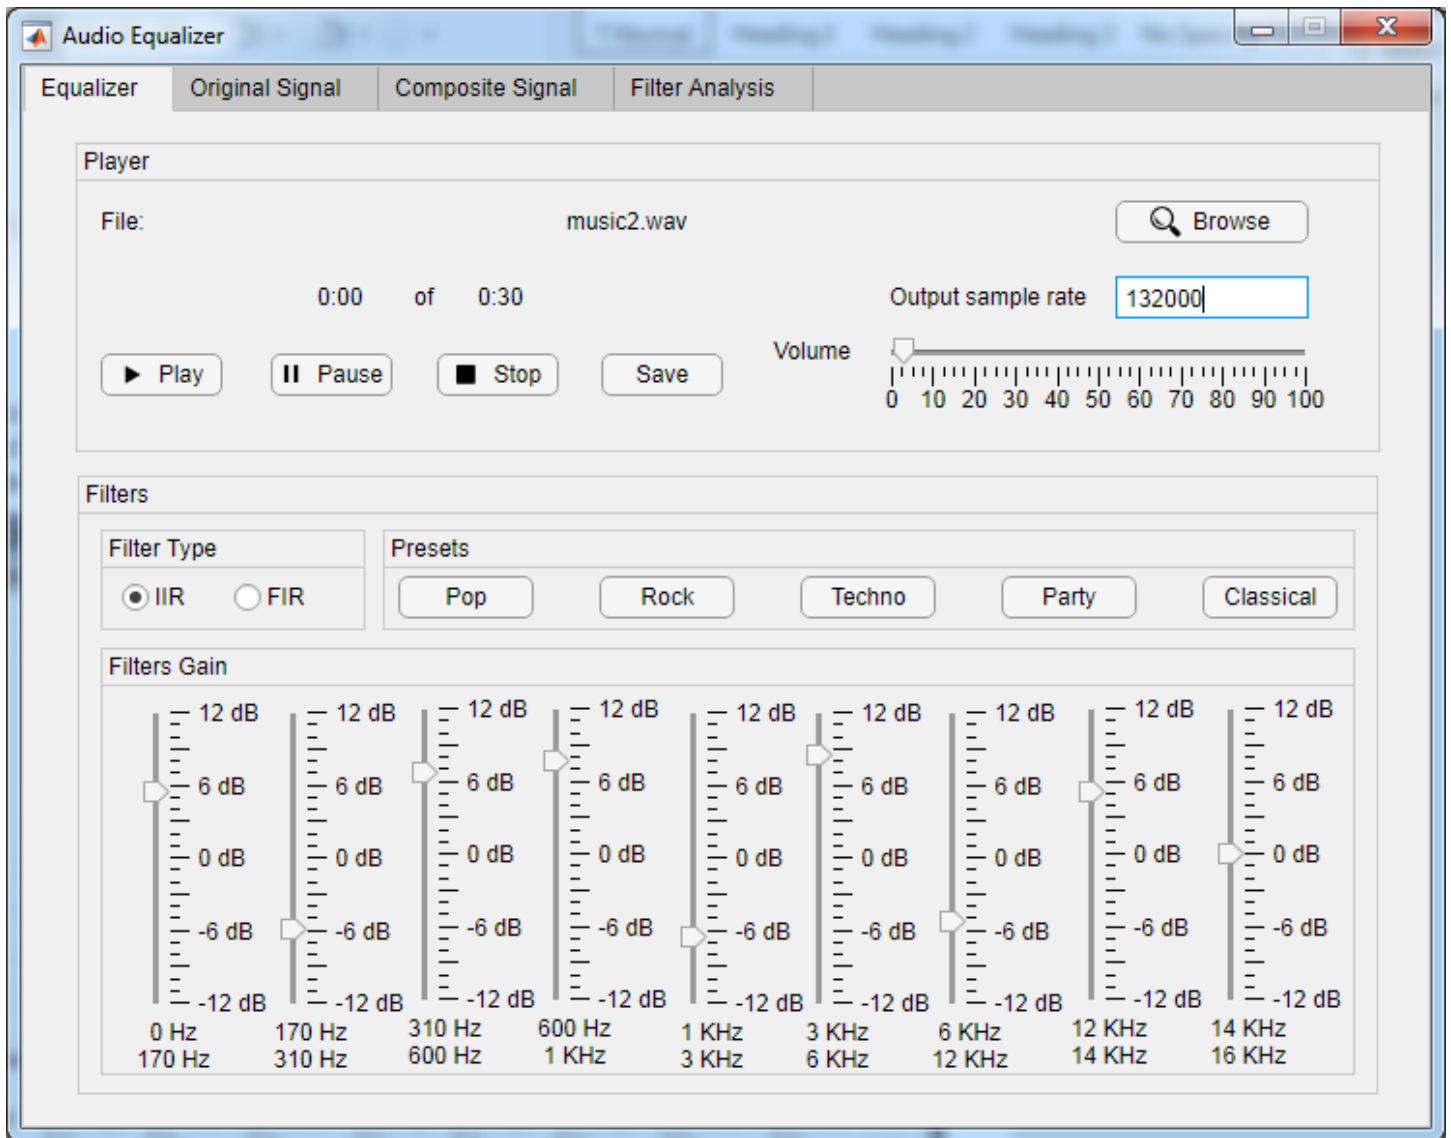 Audio Equalizer
Equalizer Original Signal Composite Signal Filter Analysis
Player
File: music2.wav Browse
0:00 of 0:30 Output sample rate 132000
Volume
Play Pause Stop Save
0 10 20 30 40 50 60 70 80 90 100
Filters
Filter Type Presets
IIR FIR Pop Rock Techno Party Classical
Filters Gain
12 dB 12 dB 12 dB 12 dB 12 dB 12 dB 12 dB 12 dB 12 dB
6 dB 6 dB 6 dB 6 dB 6 dB 6 dB 6 dB 6 dB 6 dB
0 dB 0 dB 0 dB 0 dB 0 dB 0 dB 0 dB 0 dB 0 dB
-6 dB -6 dB -6 dB -6 dB -6 dB -6 dB -6 dB -6 dB -6 dB
-12 dB -12 dB -12 dB -12 dB -12 dB -12 dB -12 dB -12 dB -12 dB
0 Hz 170 Hz 310 Hz 600 Hz 1 KHz 3 KHz 6 KHz 12 KHz 14 KHz
170 Hz 310 Hz 600 Hz 1 KHz 3 KHz 6 KHz 12 KHz 14 KHz 16 KHz